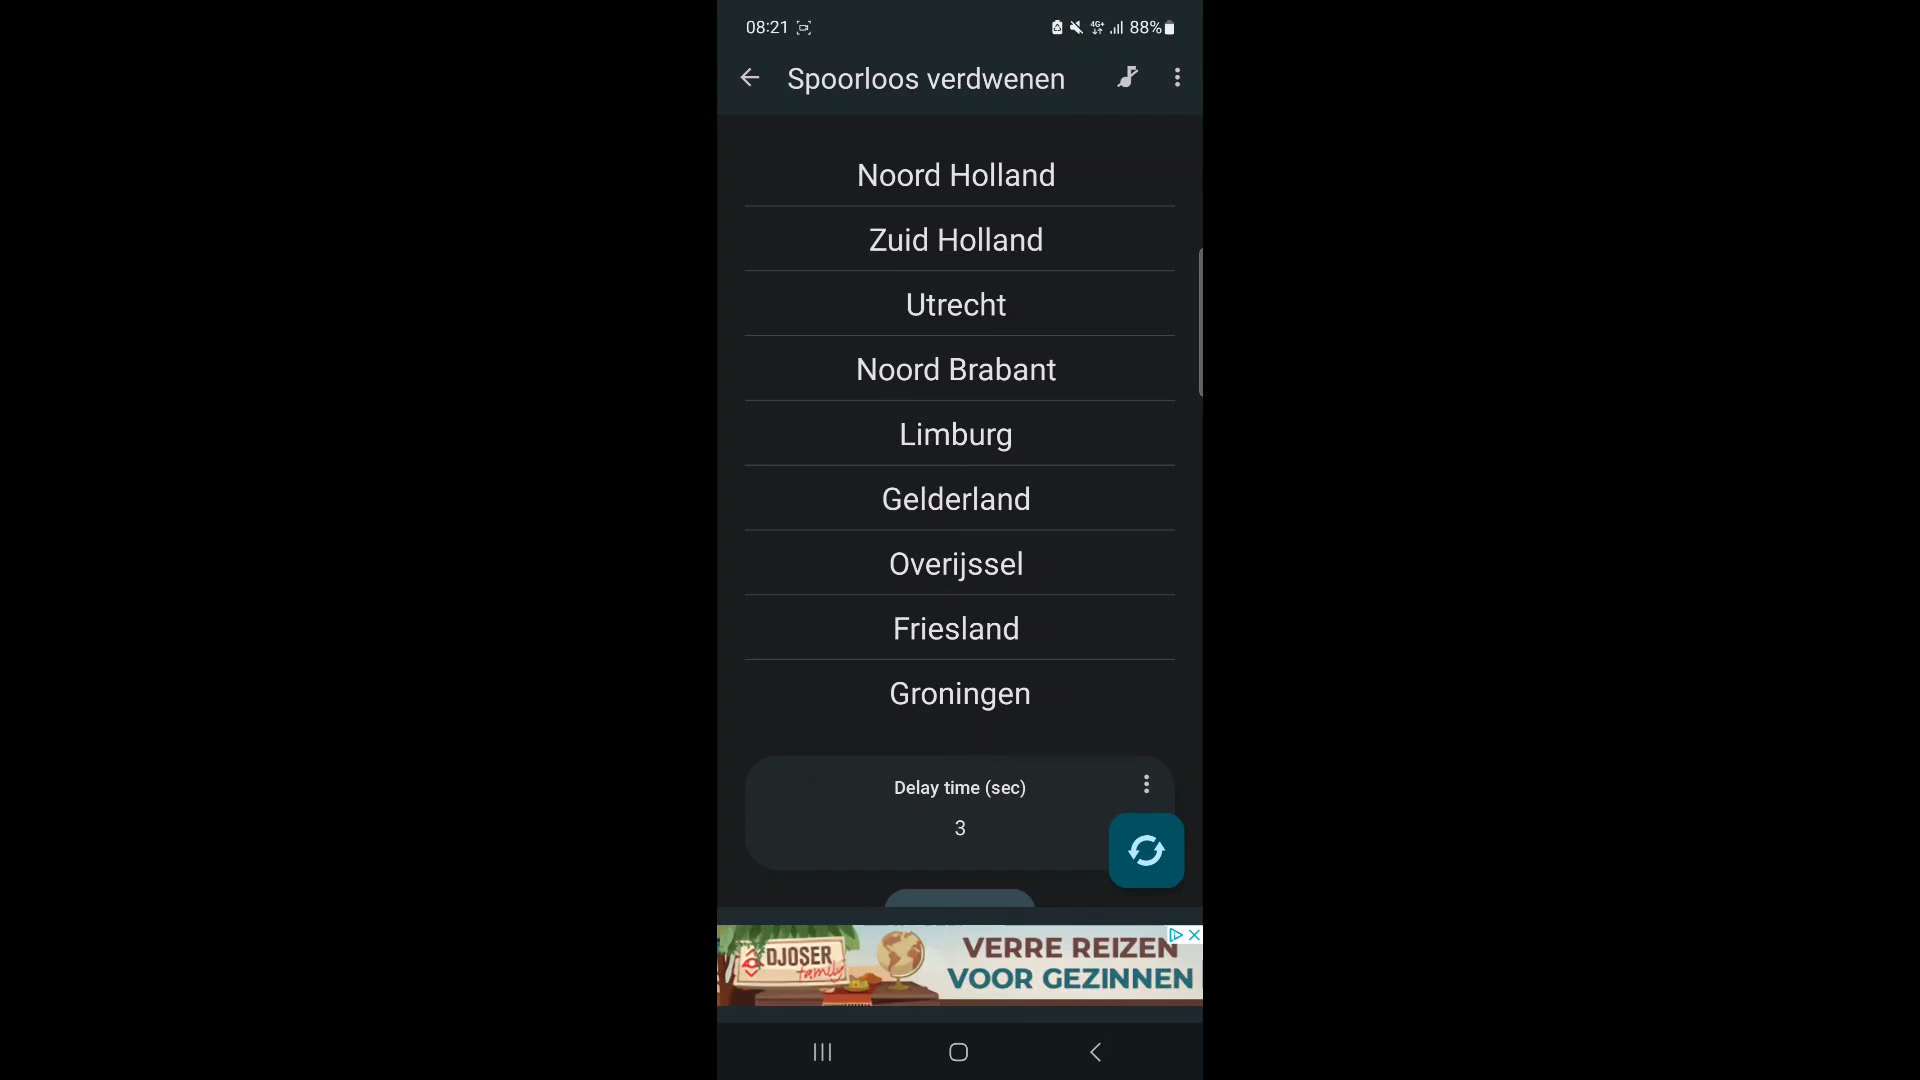 08:21
4G+ 88%
Spoorloos verdwenen
Noord Holland
Zuid Holland
Utrecht
Noord Brabant
Limburg
Gelderland
Overijssel
Friesland
Groningen
Delay time (sec)
3
DJOSER
family
VERRE REIZEN
VOOR GEZINNEN